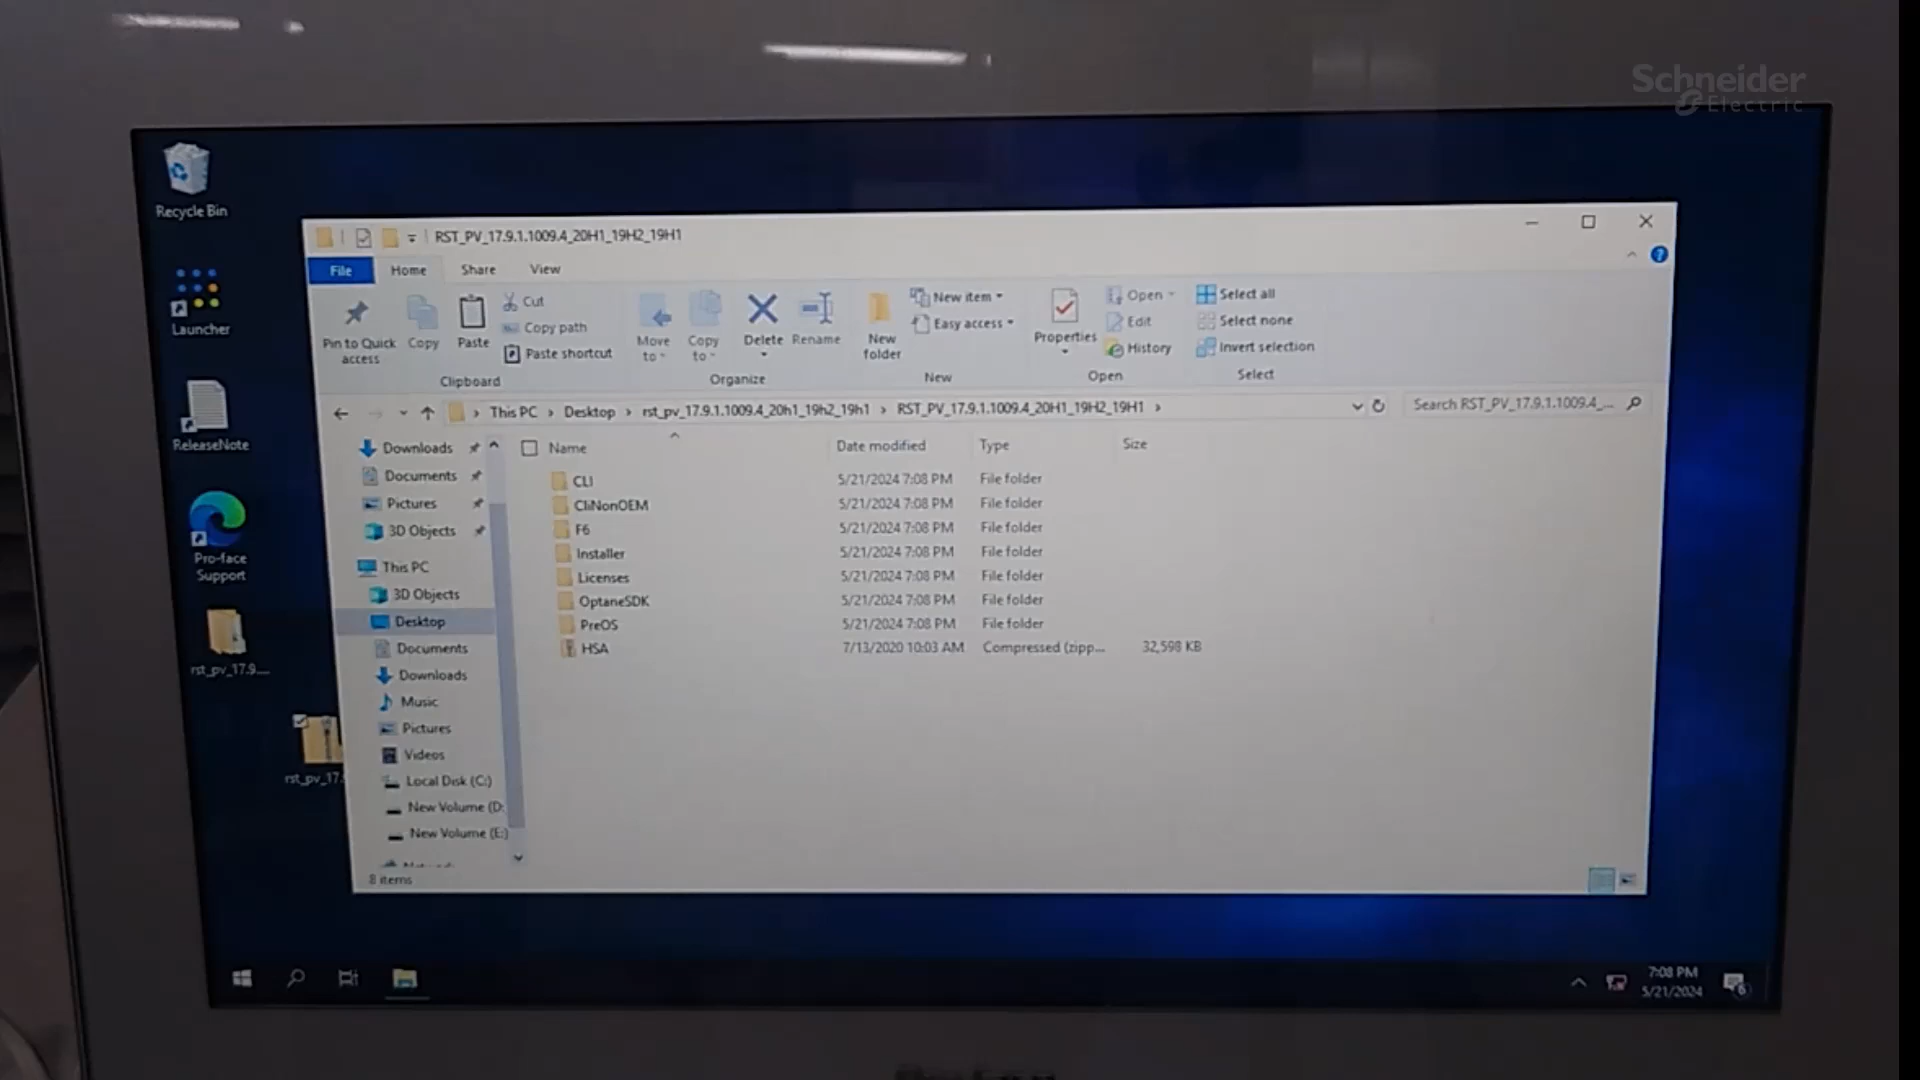 Schneider
Electric
Recycle Bin
Launcher
ReleaseNote
Pro-face
Support
rst_pv_17.9....
rst_pv_17.9
RST_PV_17.9.1.1009.4_20H1_19H2_19H1
File
Home
Share
View
Pin to Quick
access
Copy
Paste
Cut
Copy path
Paste shortcut
Clipboard
Move
to
Copy
to
Delete
Rename
Organize
New
folder
New item
Easy access
New
Properties
Open
Edit
History
Open
Select all
Select none
Invert selection
Select
This PC > Desktop > rst_pv_17.9.1.1009.4_20h1_19h2_19h1 > RST_PV_17.9.1.1009.4_20H1_19H2_19H1 >
Search RST_PV_17.9.1.1009.4_...
Downloads
Documents
Pictures
3D Objects
This PC
3D Objects
Desktop
Documents
Downloads
Music
Pictures
Videos
Local Disk (C:)
New Volume (D:
New Volume (E:)
Name Date modified Type Size
CLI 5/21/2024 7:08 PM File folder
CliNonOEM 5/21/2024 7:08 PM File folder
F6 5/21/2024 7:08 PM File folder
Installer 5/21/2024 7:08 PM File folder
Licenses 5/21/2024 7:08 PM File folder
OptaneSDK 5/21/2024 7:08 PM File folder
PreOS 5/21/2024 7:08 PM File folder
HSA 7/13/2020 10:03 AM Compressed (zipp... 32,598 KB
8 items
7:08 PM
5/21/2024
6